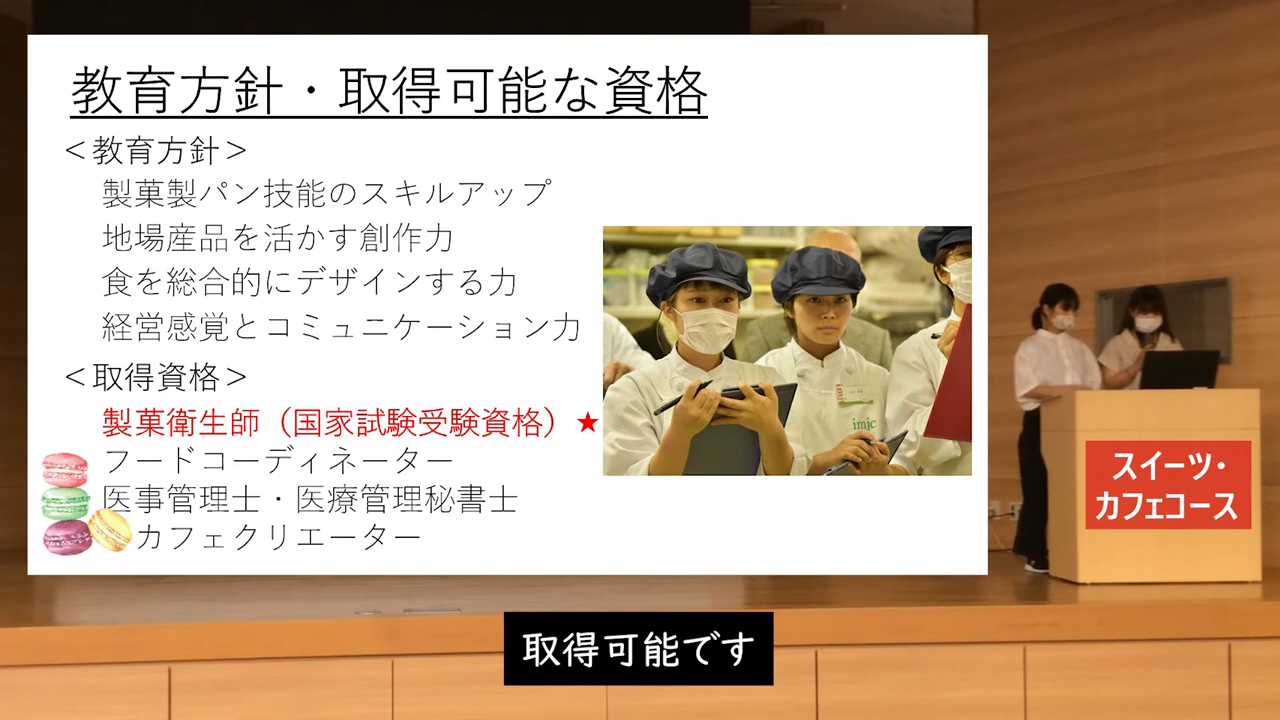 教育方針・取得可能な資格
＜教育方針＞
製菓製パン技能のスキルアップ
地場産品を活かす創作力
食を総合的にデザインする力
経営感覚とコミュニケーション力
＜取得資格＞
製菓衛生師（国家試験受験資格）★
フードコーディネーター
医事管理士・医療管理秘書士
カフェクリエーター
imjc
スイーツ・
カフェコース
取得可能です